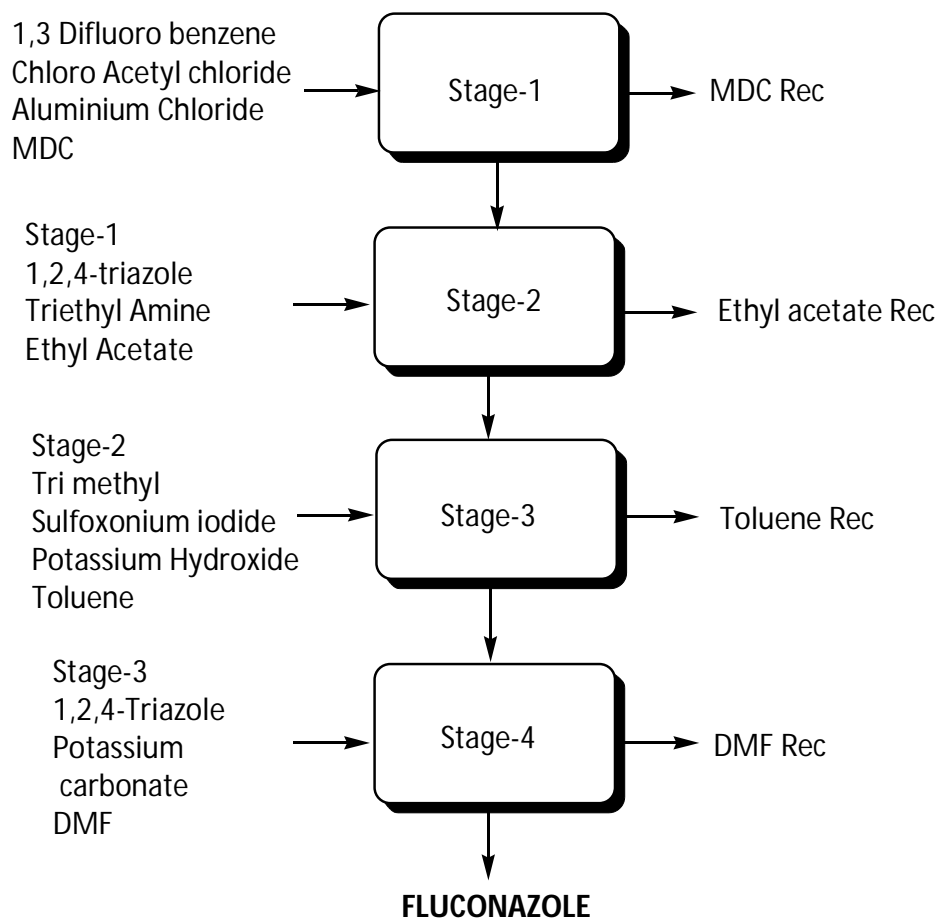 1,3 Difluoro benzene
Chloro Acetyl chloride
Aluminium Chloride
MDC
Stage-1
MDC Rec
Stage-1
1,2,4-triazole
Triethyl Amine
Ethyl Acetate
Stage-2
Ethyl acetate Rec
Stage-2
Tri methyl
Sulfoxonium iodide
Potassium Hydroxide
Toluene
Stage-3
Toluene Rec
Stage-3
1,2,4-Triazole
Potassium
carbonate
DMF
Stage-4
DMF Rec
FLUCONAZOLE